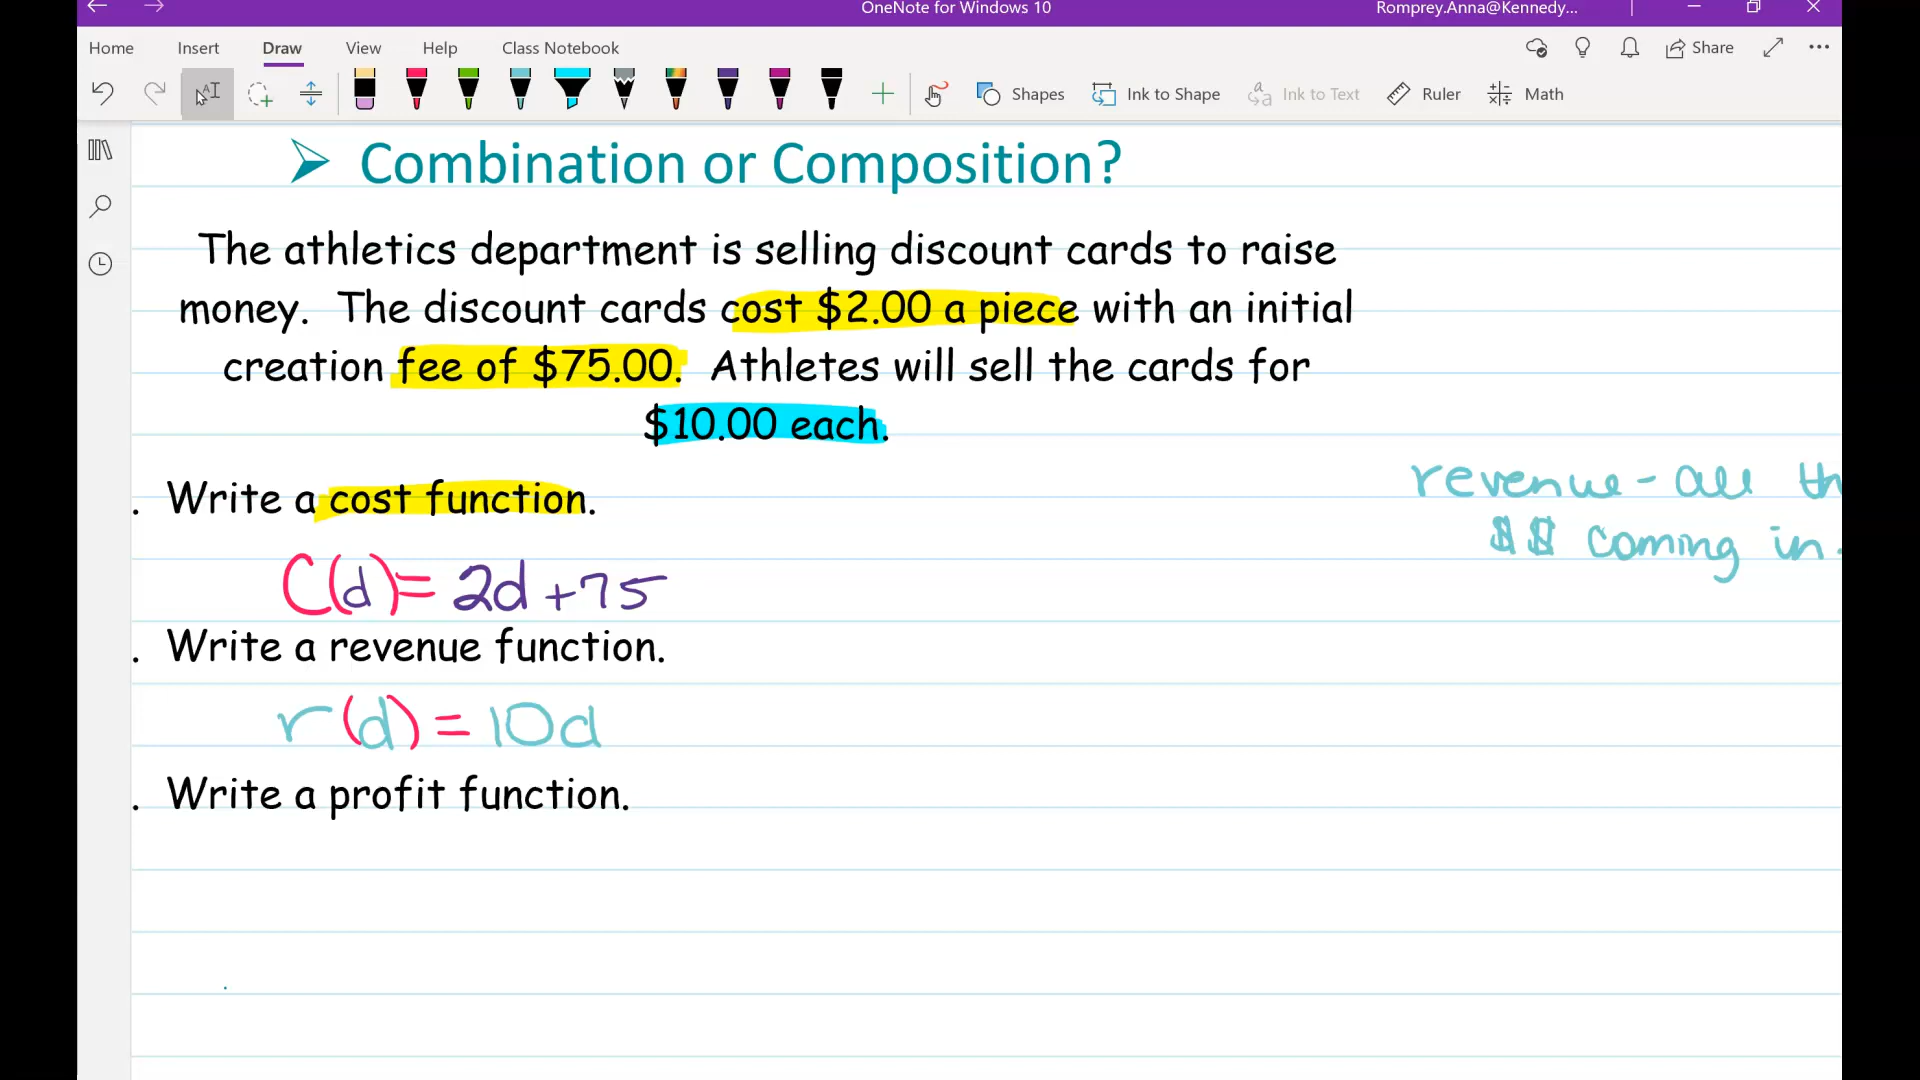 OneNote for Windows 10
Romprey.Anna@Kennedy...
Home Insert Draw View Help Class Notebook
Share
Shapes Ink to Shape Ink to Text Ruler Math
➢ Combination or Composition?
The athletics department is selling discount cards to raise
money. The discount cards cost $2.00 a piece with an initial
creation fee of $75.00. Athletes will sell the cards for
$10.00 each.
revenue - all th
$$ coming in.
. Write a cost function.
C(d) = 2d + 75
. Write a revenue function.
r(d) = 10d
. Write a profit function.